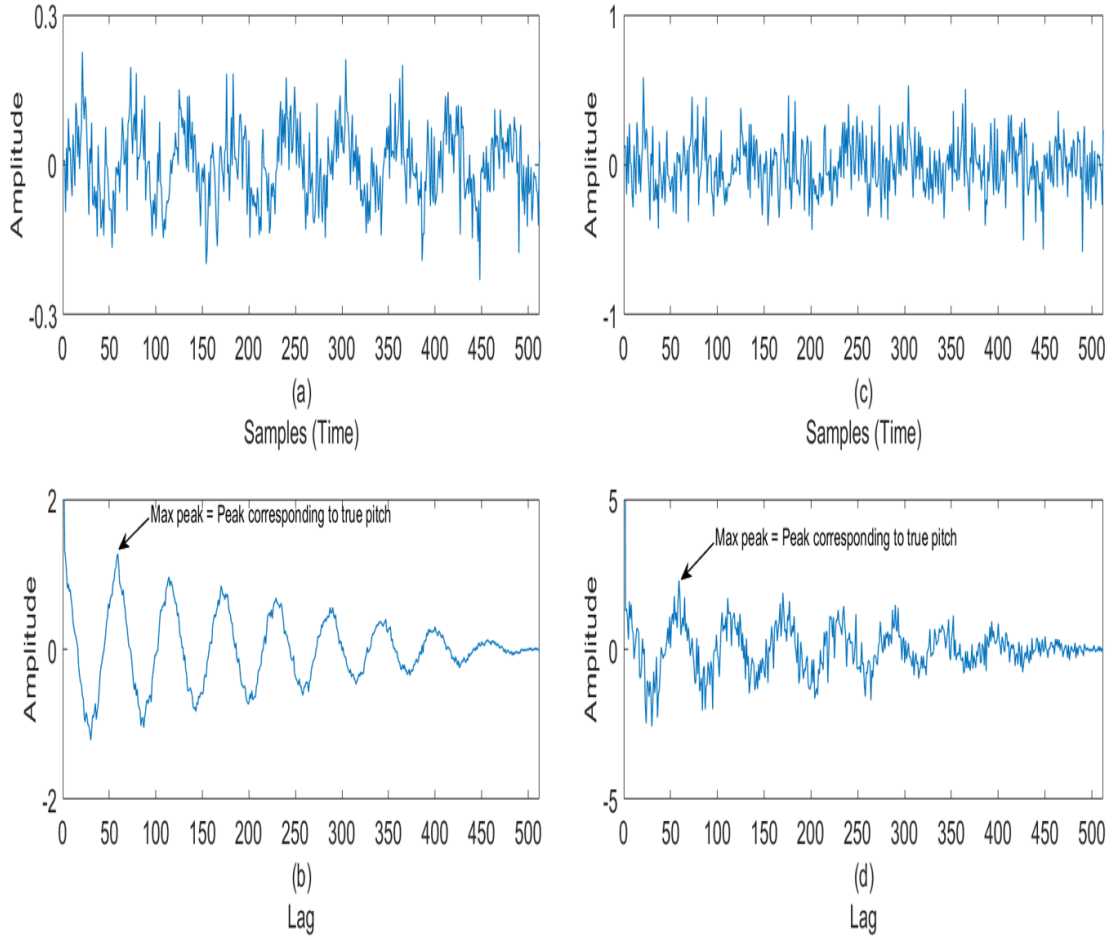 0.3
Amplitude
0
-0.3
0 50 100 150 200 250 300 350 400 450 500
(a)
Samples (Time)
1
Amplitude
0
-1
0 50 100 150 200 250 300 350 400 450 500
(c)
Samples (Time)
2
Max peak = Peak corresponding to true pitch
Amplitude
0
-2
0 50 100 150 200 250 300 350 400 450 500
(b)
Lag
5
Max peak = Peak corresponding to true pitch
Amplitude
0
-5
0 50 100 150 200 250 300 350 400 450 500
(d)
Lag